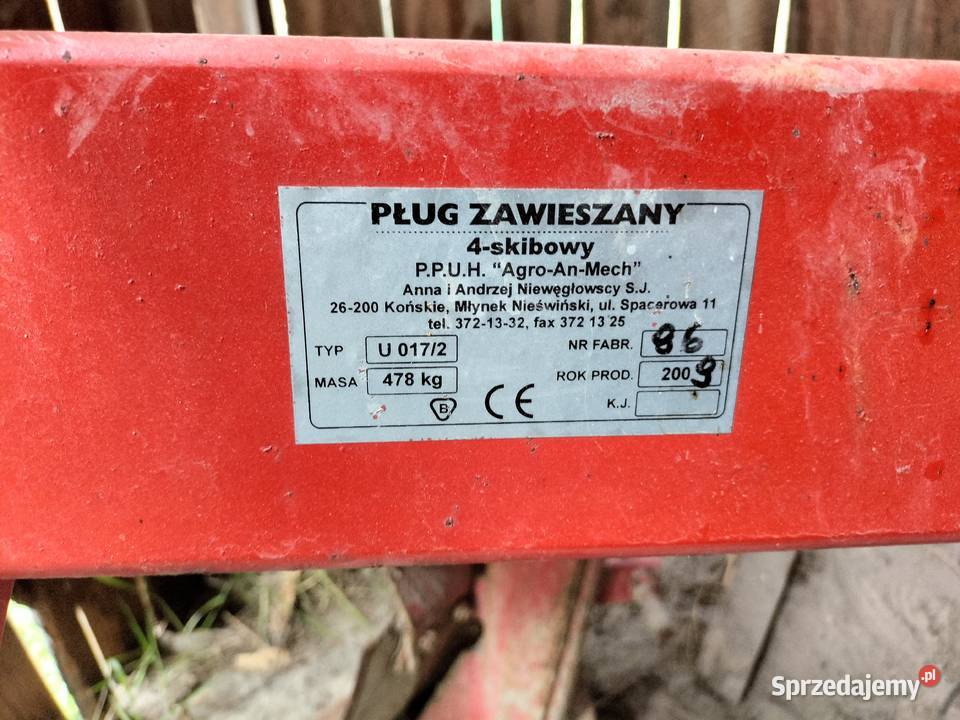 PŁUG ZAWIESZANY
4-skibowy
P.P.U.H. "Agro-An-Mech"
Anna i Andrzej Niewęgłowscy S.J.
26-200 Końskie, Młynek Nieświński, ul. Spacerowa 11
tel. 372-13-32, fax 372 13 25
TYP U 017/2 NR FABR. 86
MASA 478 kg ROK PROD. 2009
B CE K.J.
Sprzedajemy.pl